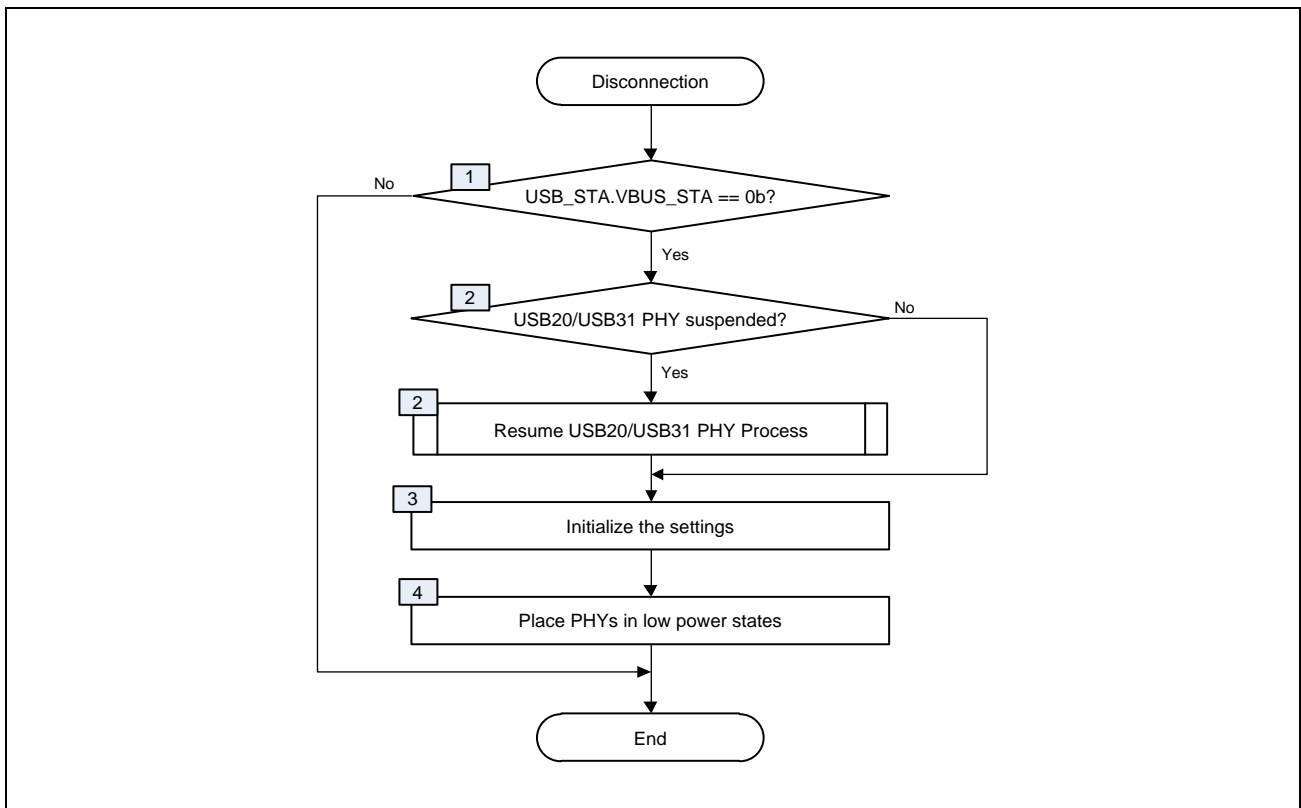 Disconnection
1
No
USB_STA.VBUS_STA == 0b?
Yes
2
USB20/USB31 PHY suspended?
No
Yes
2
Resume USB20/USB31 PHY Process
3
Initialize the settings
4
Place PHYs in low power states
End